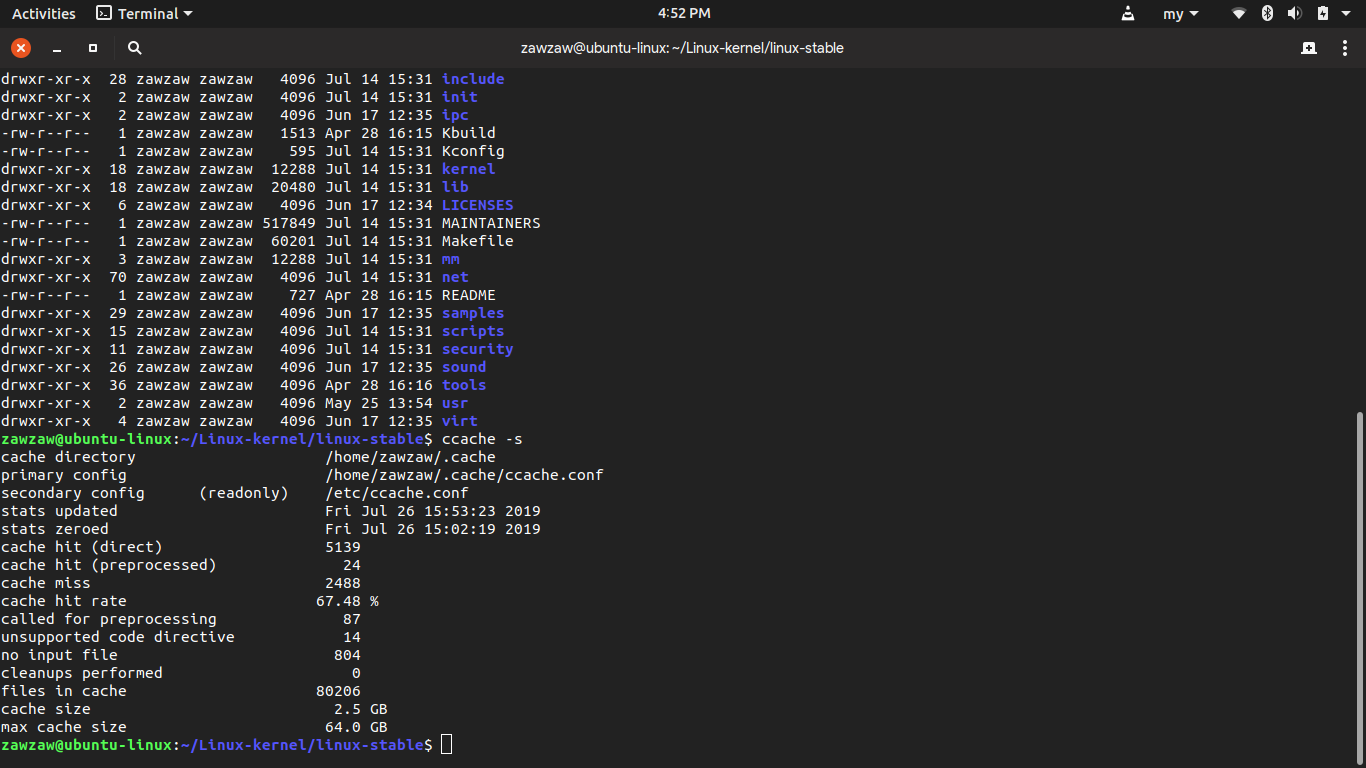 Activities Terminal 4:52 PM my
zawzaw@ubuntu-linux: ~/Linux-kernel/linux-stable
drwxr-xr-x  28 zawzaw zawzaw   4096 Jul 14 15:31 include
drwxr-xr-x   2 zawzaw zawzaw   4096 Jul 14 15:31 init
drwxr-xr-x   2 zawzaw zawzaw   4096 Jun 17 12:35 ipc
-rw-r--r--   1 zawzaw zawzaw   1513 Apr 28 16:15 Kbuild
-rw-r--r--   1 zawzaw zawzaw    595 Jul 14 15:31 Kconfig
drwxr-xr-x  18 zawzaw zawzaw  12288 Jul 14 15:31 kernel
drwxr-xr-x  18 zawzaw zawzaw  20480 Jul 14 15:31 lib
drwxr-xr-x   6 zawzaw zawzaw   4096 Jun 17 12:34 LICENSES
-rw-r--r--   1 zawzaw zawzaw 517849 Jul 14 15:31 MAINTAINERS
-rw-r--r--   1 zawzaw zawzaw  60201 Jul 14 15:31 Makefile
drwxr-xr-x   3 zawzaw zawzaw  12288 Jul 14 15:31 mm
drwxr-xr-x  70 zawzaw zawzaw   4096 Jul 14 15:31 net
-rw-r--r--   1 zawzaw zawzaw    727 Apr 28 16:15 README
drwxr-xr-x  29 zawzaw zawzaw   4096 Jun 17 12:35 samples
drwxr-xr-x  15 zawzaw zawzaw   4096 Jul 14 15:31 scripts
drwxr-xr-x  11 zawzaw zawzaw   4096 Jul 14 15:31 security
drwxr-xr-x  26 zawzaw zawzaw   4096 Jun 17 12:35 sound
drwxr-xr-x  36 zawzaw zawzaw   4096 Apr 28 16:16 tools
drwxr-xr-x   2 zawzaw zawzaw   4096 May 25 13:54 usr
drwxr-xr-x   4 zawzaw zawzaw   4096 Jun 17 12:35 virt
zawzaw@ubuntu-linux:~/Linux-kernel/linux-stable$ ccache -s
cache directory                     /home/zawzaw/.cache
primary config                      /home/zawzaw/.cache/ccache.conf
secondary config      (readonly)    /etc/ccache.conf
stats updated                       Fri Jul 26 15:53:23 2019
stats zeroed                        Fri Jul 26 15:02:19 2019
cache hit (direct)                  5139
cache hit (preprocessed)              24
cache miss                          2488
cache hit rate                     67.48 %
called for preprocessing              87
unsupported code directive            14
no input file                        804
cleanups performed                     0
files in cache                     80206
cache size                           2.5 GB
max cache size                      64.0 GB
zawzaw@ubuntu-linux:~/Linux-kernel/linux-stable$